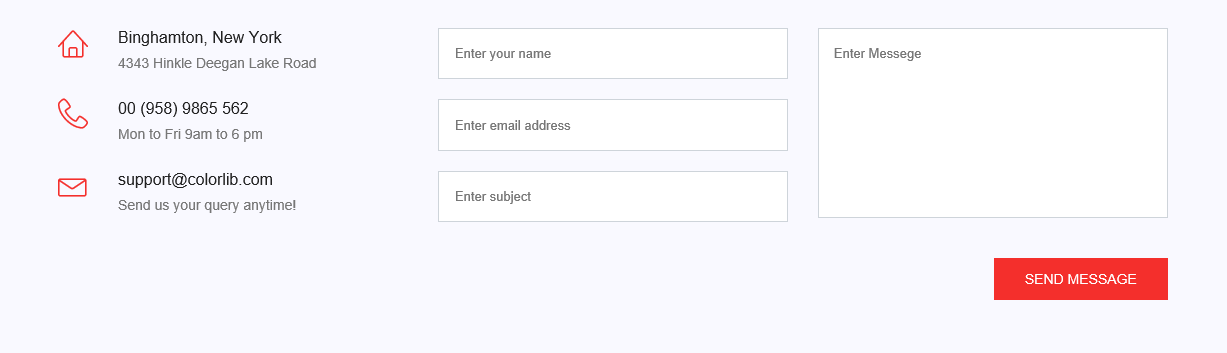 Binghamton, New York
4343 Hinkle Deegan Lake Road
00 (958) 9865 562
Mon to Fri 9am to 6 pm
support@colorlib.com
Send us your query anytime!
Enter your name
Enter email address
Enter subject
Enter Messege
SEND MESSAGE